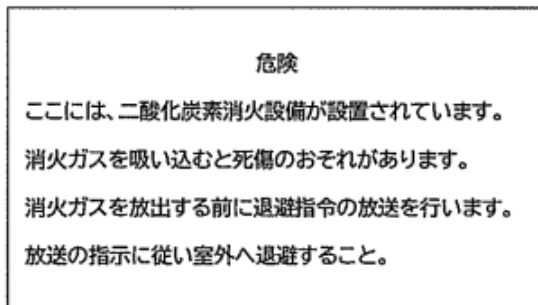 危険
ここには、二酸化炭素消火設備が設置されています。
消火ガスを吸い込むと死傷のおそれがあります。
消火ガスを放出する前に退避指令の放送を行います。
放送の指示に従い室外へ退避すること。